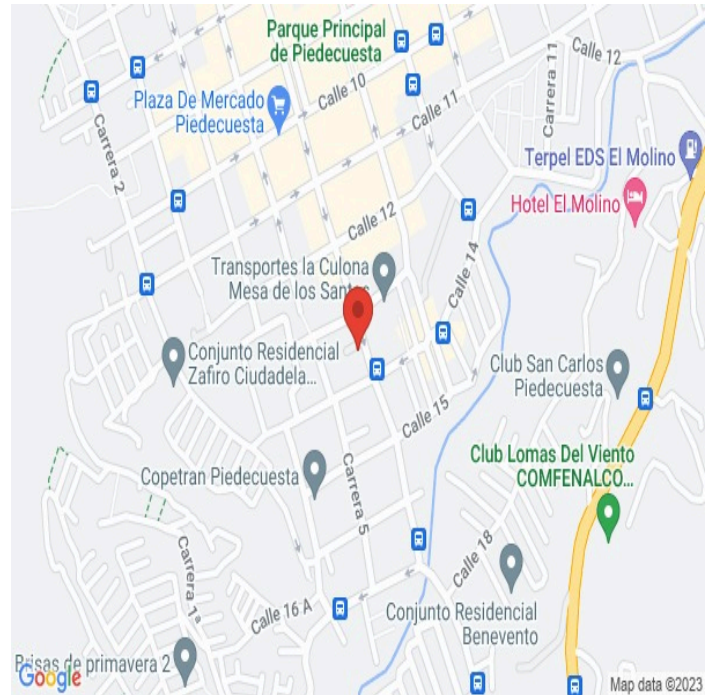 Parque Principal
de Piedecuesta
Calle 12
Carrera 11
Calle 10
Plaza De Mercado
Piedecuesta
Calle 11
Carrera 2
Terpel EDS El Molino
Hotel El Molino
Calle 12
Calle 14
Transportes la Culona
Mesa de los Santos
Conjunto Residencial
Zafiro Ciudadela...
Club San Carlos
Piedecuesta
Calle 15
Club Lomas Del Viento
COMFENALCO...
Copetran Piedecuesta
Carrera 5
Calle 18
Carrera 1ª
Calle 16 A
Conjunto Residencial
Benevento
Brisas de primavera 2
Google
Map data ©2023